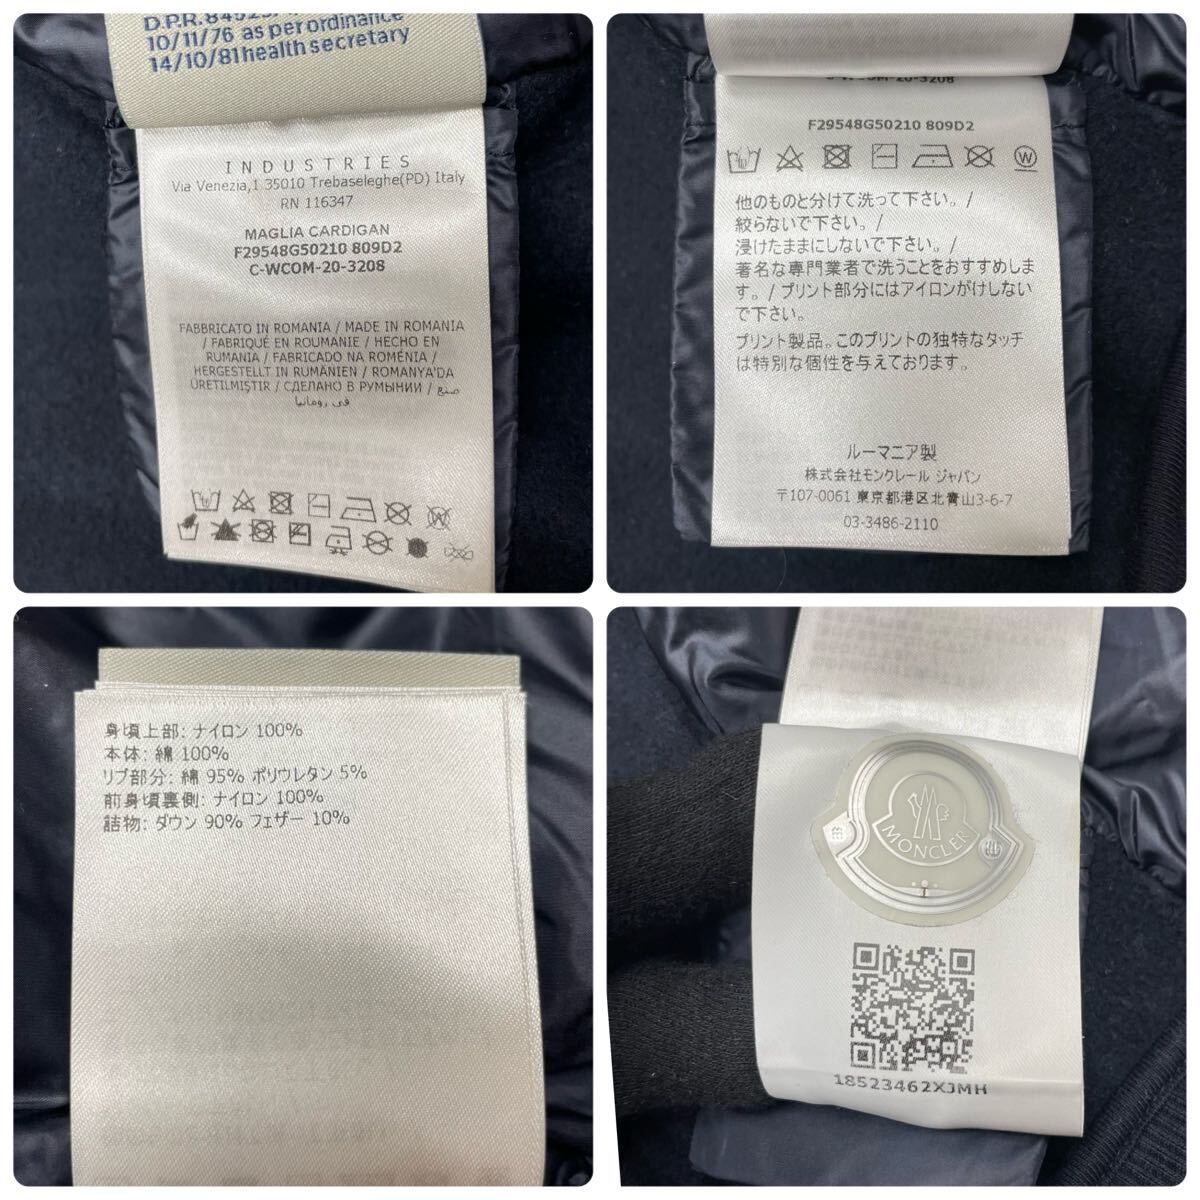 D.P.R.
10/11/76 as per ordinance
14/10/81 health secretary
INDUSTRIES
Via Venezia,1 35010 Trebaseleghe(PD) Italy
RN 116347
MAGLIA CARDIGAN
F29548G50210 809D2
C-WCOM-20-3208
FABBRICATO IN ROMANIA / MADE IN ROMANIA
/ FABRIQUÉ EN ROUMANIE / HECHO EN
RUMANIA / FABRICADO NA ROMÉNIA /
HERGESTELLT IN RUMÄNIEN / ROMANYA'DA
ÜRETILMIŞTIR / СДЕЛАНО В РУМЫНИИ / صنع
في رومانيا
C-WCOM-20-3208
F29548G50210 809D2
W
他のものと分けて洗って下さい。/
絞らないで下さい。/
浸けたままにしないで下さい。/
著名な専門業者で洗うことをおすすめしま
す。/ プリント部分にはアイロンがけしない
で下さい。
プリント製品。このプリントの独特なタッチ
は特別な個性を与えております。
ルーマニア製
株式会社モンクレール ジャパン
〒107-0061 東京都港区北青山3-6-7
03-3486-2110
身頃上部: ナイロン 100%
本体: 綿 100%
リブ部分: 綿 95% ポリウレタン 5%
前身頃裏側: ナイロン 100%
詰物: ダウン 90% フェザー 10%
MONCLER
18523462XJMH